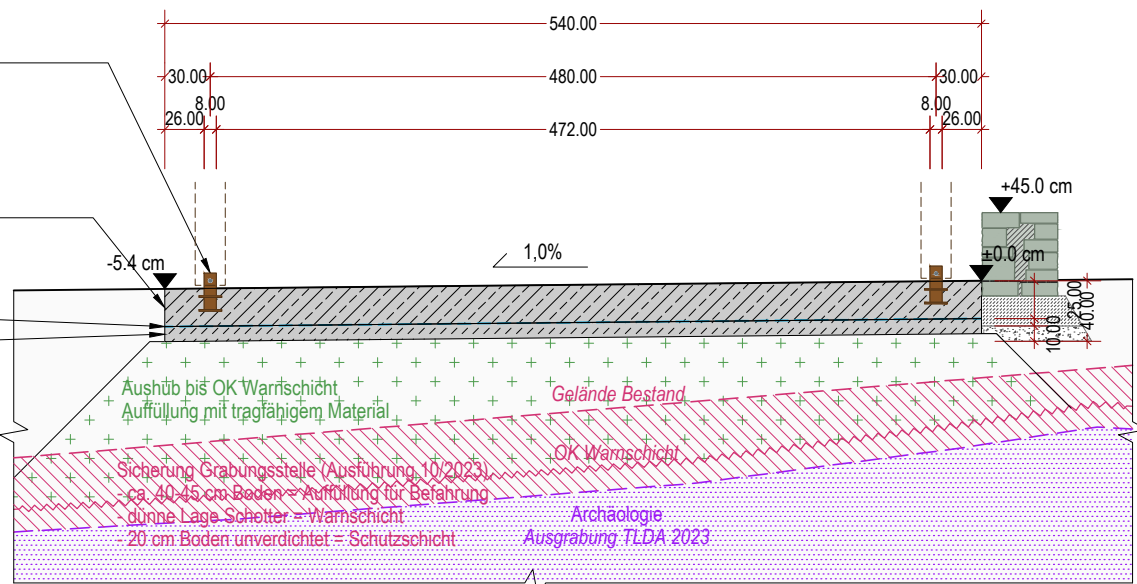 540.00
30.00
480.00
30.00
8.00
8.00
26.00
472.00
26.00
+45.0 cm
-5.4 cm
1,0%
±0.0 cm
25.00
40.00
10.00
Aushub bis OK Warnschicht
Auffüllung mit tragfähigem Material
Gelände Bestand
OK Warnschicht
Sicherung Grabungsstelle (Ausführung 10/2023)
- ca. 40-45 cm Boden = Auffüllung für Befahrung
- dünne Lage Schotter = Warnschicht
- 20 cm Boden unverdichtet = Schutzschicht
Archäologie
Ausgrabung TLDA 2023